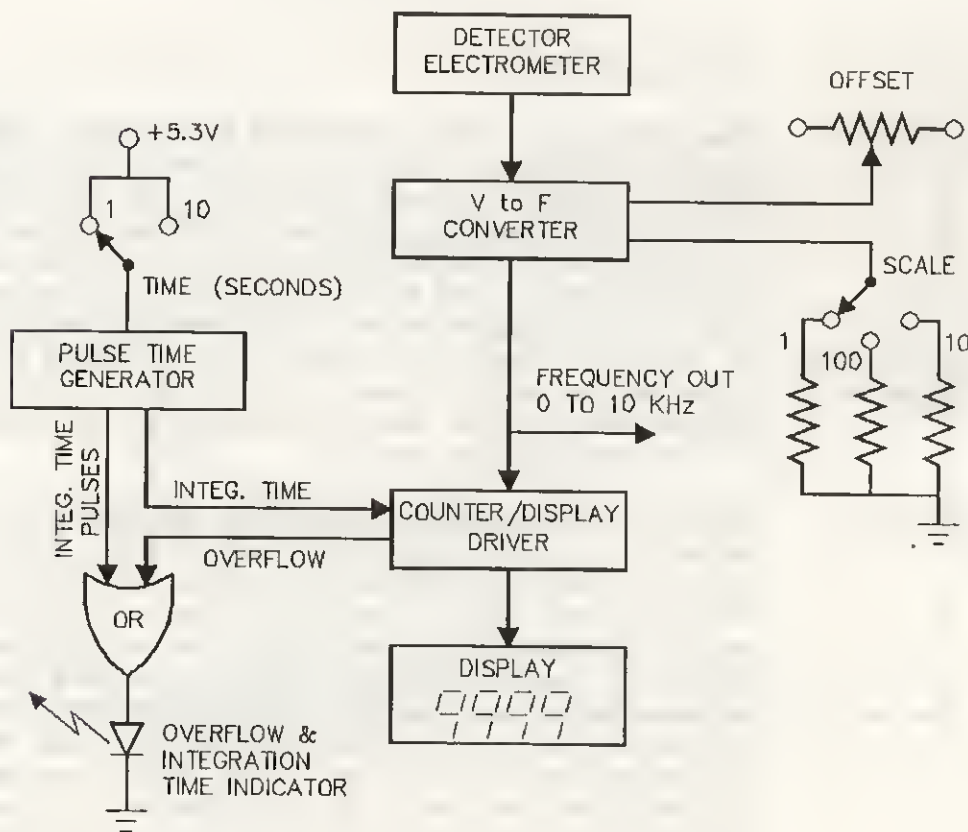 DETECTOR
ELECTROMETER
OFFSET
+5.3V
1
10
TIME (SECONDS)
V to F
CONVERTER
SCALE
1
100
10
PULSE TIME
GENERATOR
FREQUENCY OUT
0 TO 10 KHz
INTEG. TIME
PULSES
INTEG. TIME
COUNTER/DISPLAY
DRIVER
OVERFLOW
OR
DISPLAY
9999
OVERFLOW &
INTEGRATION
TIME INDICATOR